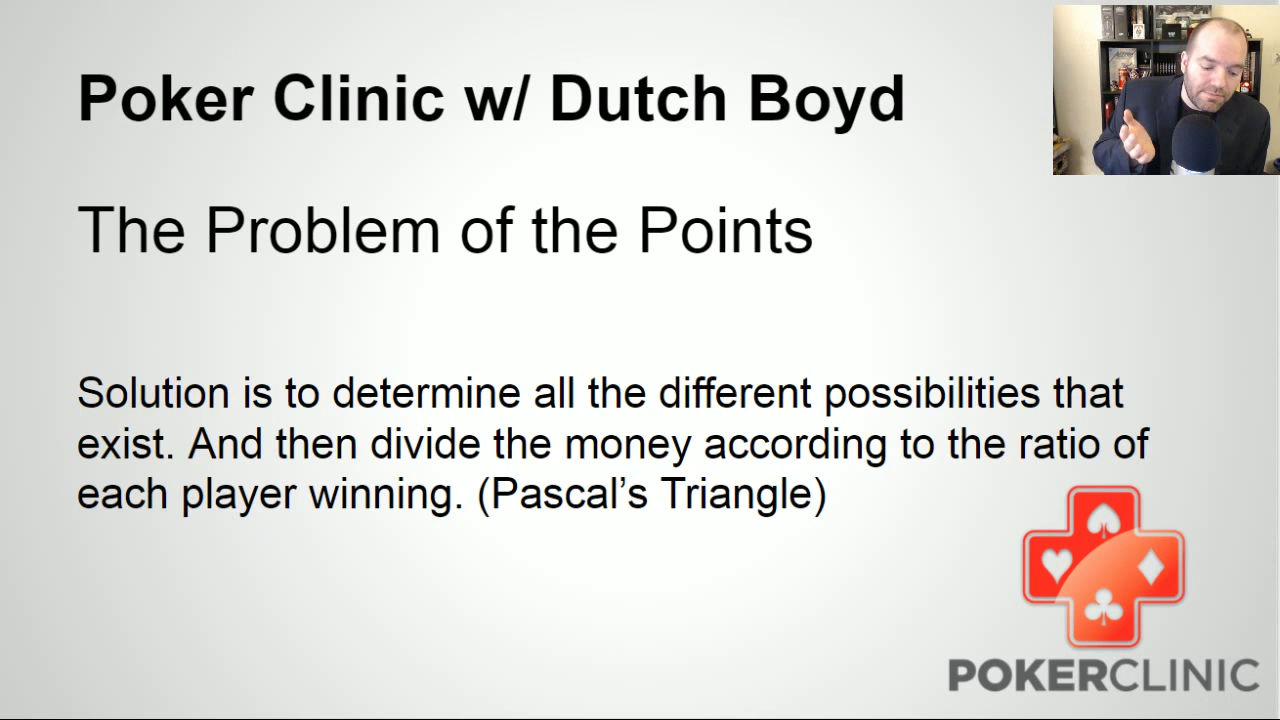 Poker Clinic w/ Dutch Boyd
The Problem of the Points
Solution is to determine all the different possibilities that
exist. And then divide the money according to the ratio of
each player winning. (Pascal’s Triangle)
POKERCLINIC